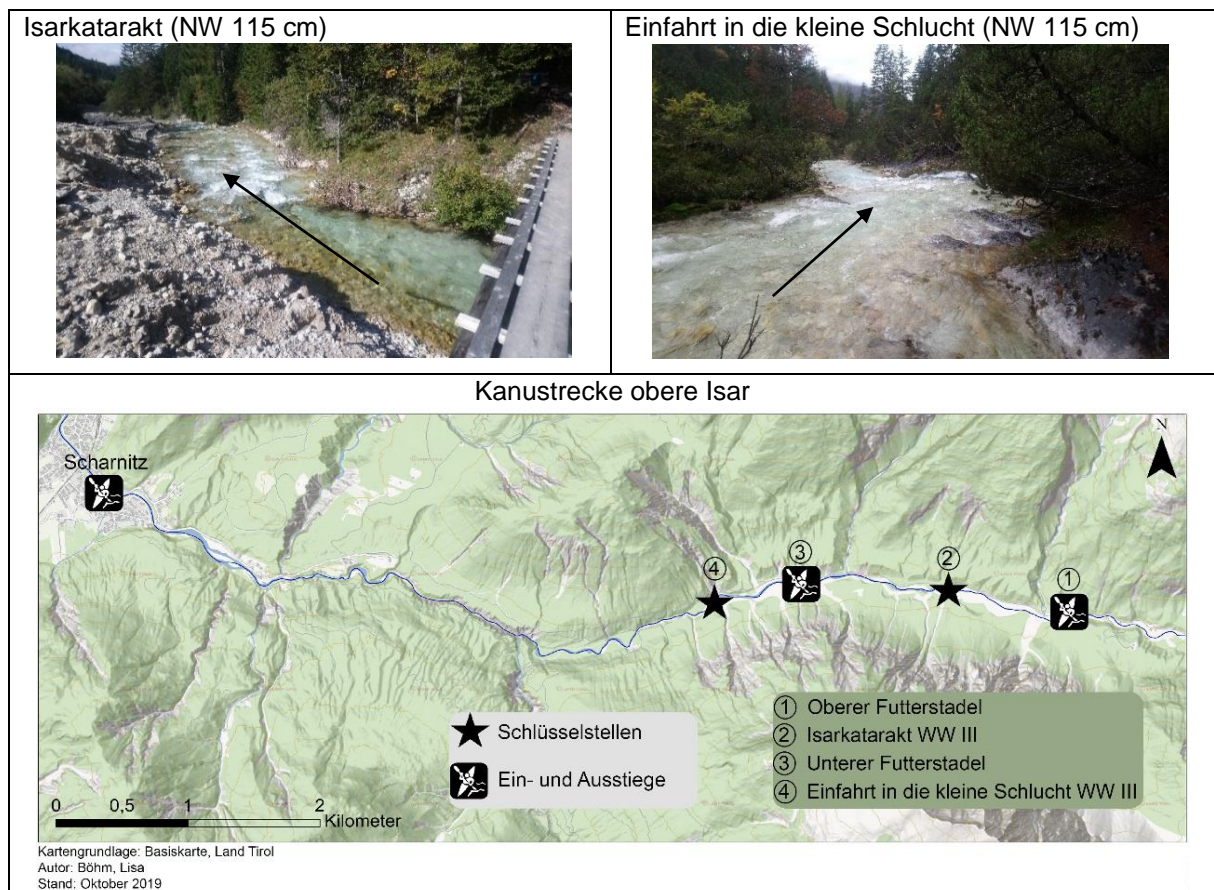 Isarkatarakt (NW 115 cm)
Einfahrt in die kleine Schlucht (NW 115 cm)
Kanustrecke obere Isar
N
Scharnitz
4
3
2
1
Schlüsselstellen
Ein- und Ausstiege
1 Oberer Futterstadel
2 Isarkatarakt WW III
3 Unterer Futterstadel
4 Einfahrt in die kleine Schlucht WW III
0 0,5 1 2
Kilometer
Kartengrundlage: Basiskarte, Land Tirol
Autor: Böhm, Lisa
Stand: Oktober 2019